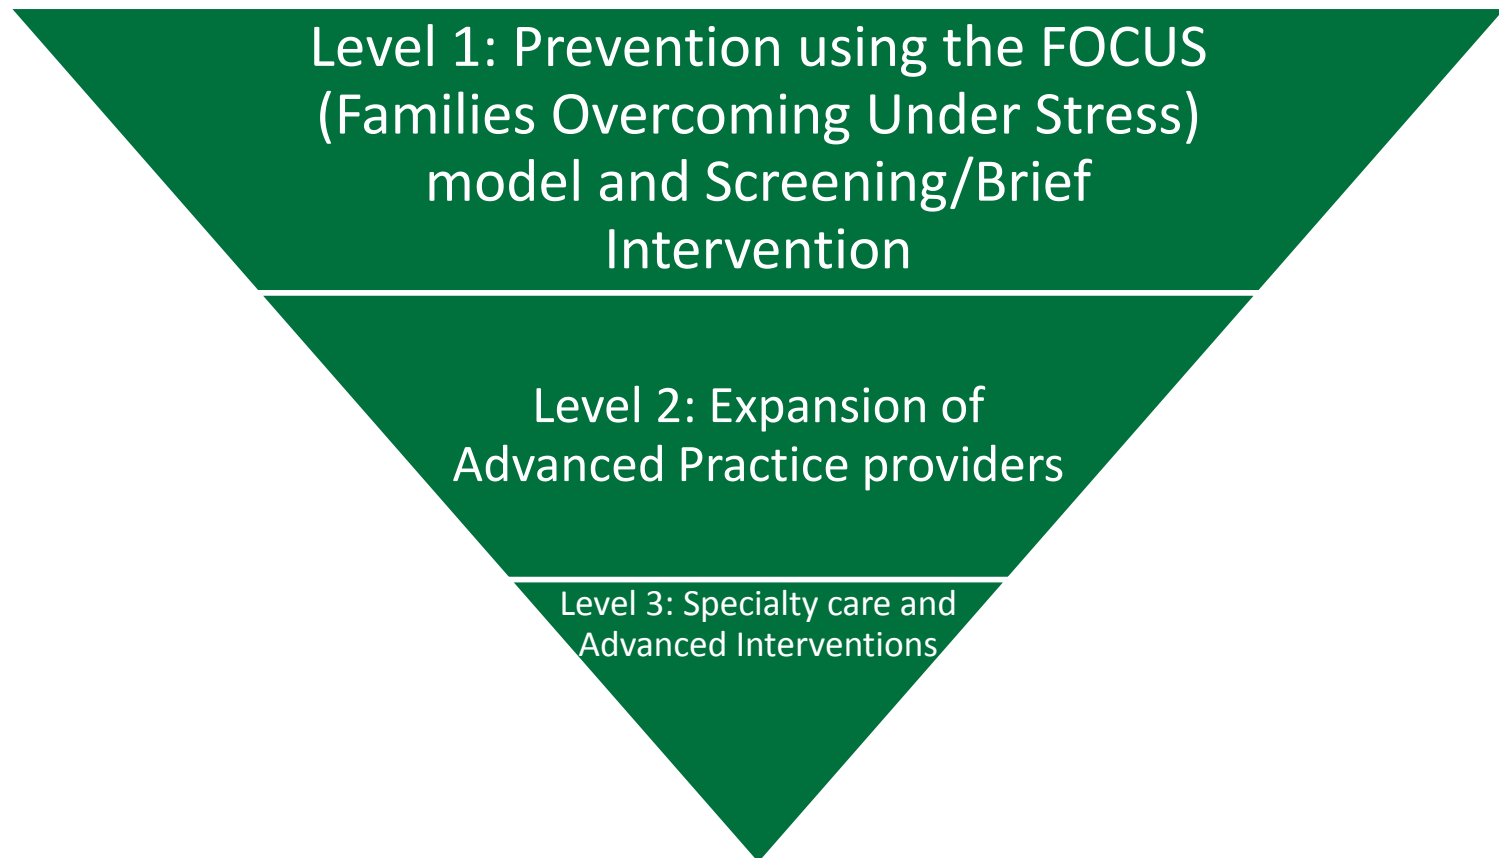 Level 1: Prevention using the FOCUS
(Families Overcoming Under Stress)
model and Screening/Brief
Intervention
Level 2: Expansion of
Advanced Practice providers
Level 3: Specialty care and
Advanced Interventions